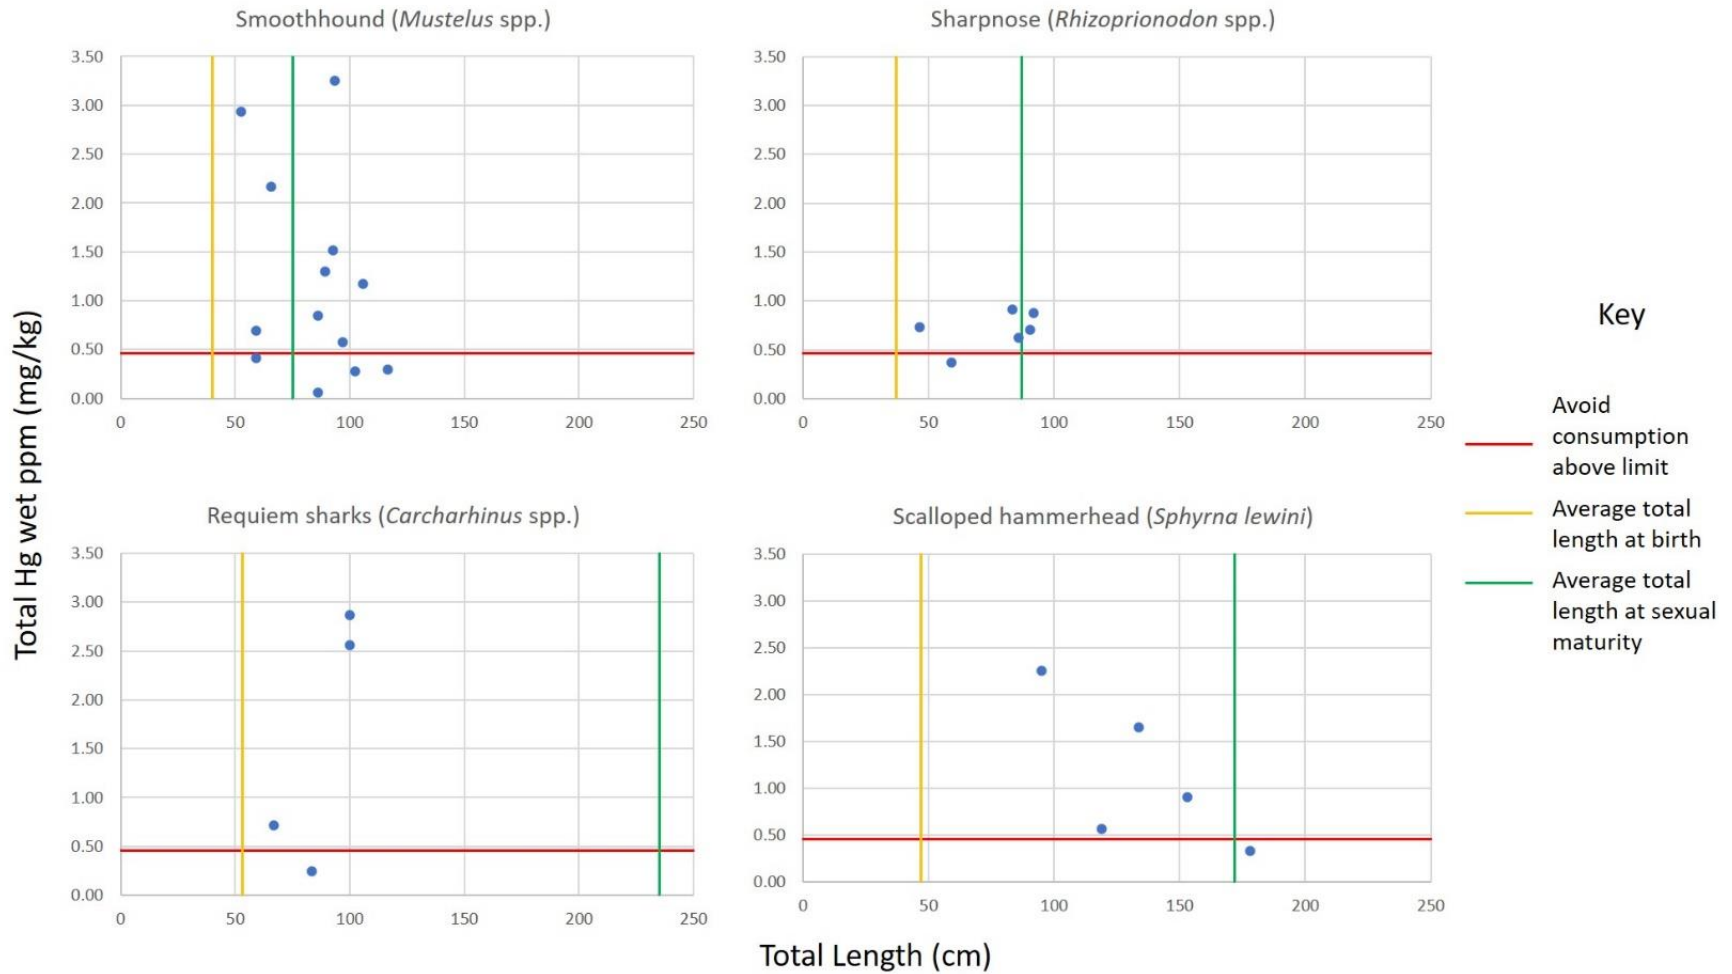 Smoothhound (Mustelus spp.)
3.50
3.00
2.50
2.00
1.50
1.00
0.50
0.00
0 50 100 150 200 250
Sharpnose (Rhizoprionodon spp.)
3.50
3.00
2.50
2.00
1.50
1.00
0.50
0.00
0 50 100 150 200 250
Total Hg wet ppm (mg/kg)
Requiem sharks (Carcharhinus spp.)
3.50
3.00
2.50
2.00
1.50
1.00
0.50
0.00
0 50 100 150 200 250
Scalloped hammerhead (Sphyrna lewini)
3.50
3.00
2.50
2.00
1.50
1.00
0.50
0.00
0 50 100 150 200 250
Total Length (cm)
Key
Avoid
consumption
above limit
Average total
length at birth
Average total
length at sexual
maturity